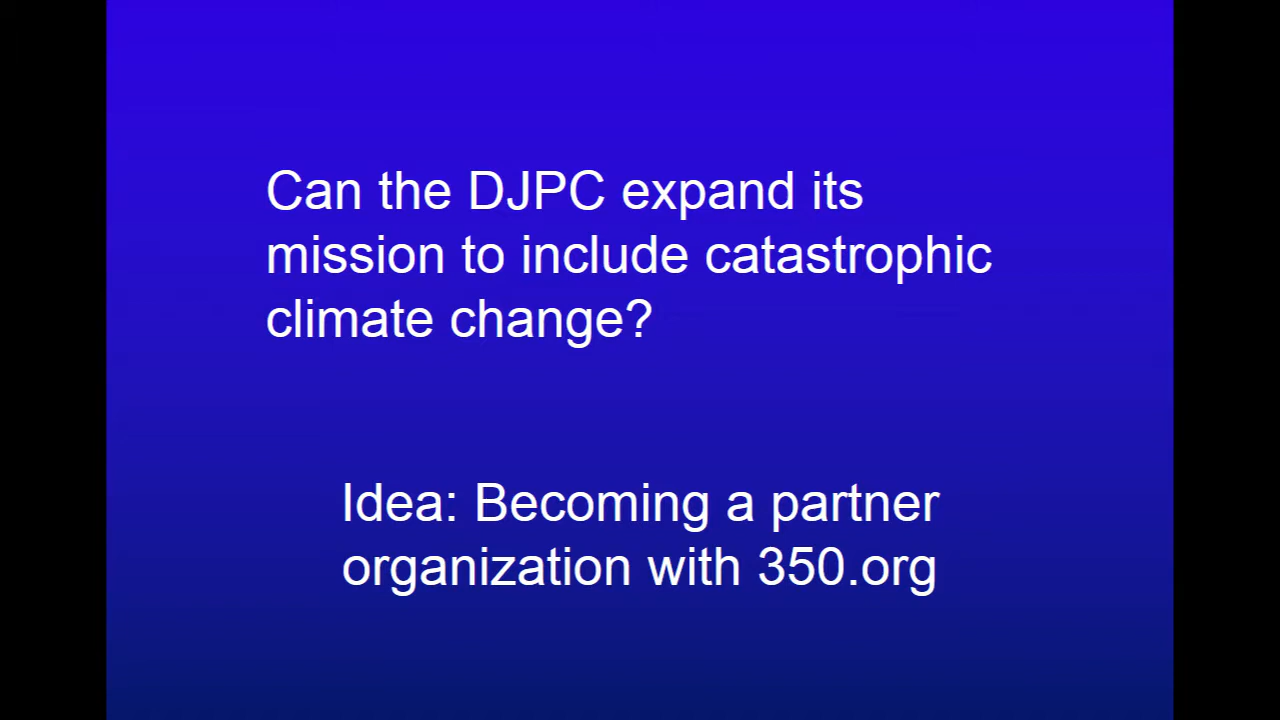 Can the DJPC expand its
mission to include catastrophic
climate change?
Idea: Becoming a partner
organization with 350.org